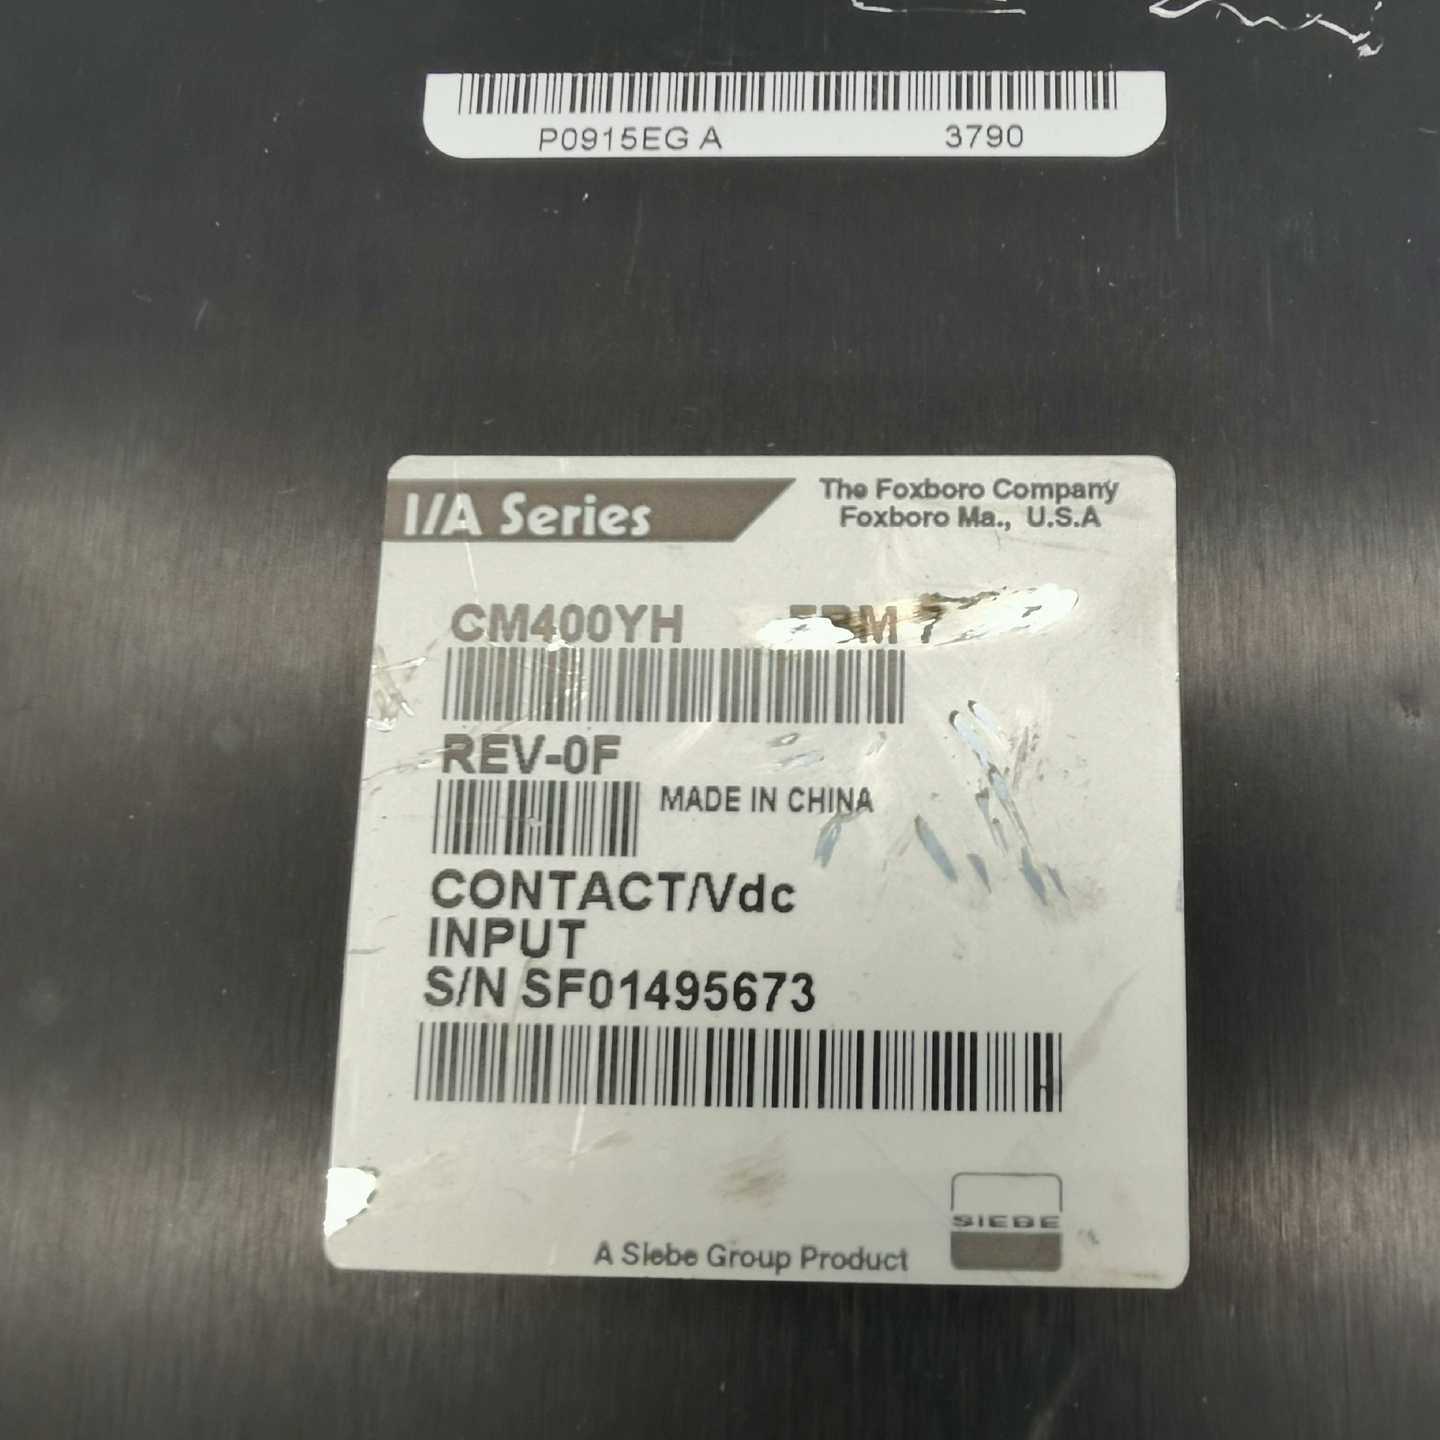 P0915EG A 3790
I/A Series
The Foxboro Company
Foxboro Ma., U.S.A
CM400YH 7
REV-0F
MADE IN CHINA
CONTACT/Vdc
INPUT
S/N SF01495673
SIEBE
A Siebe Group Product